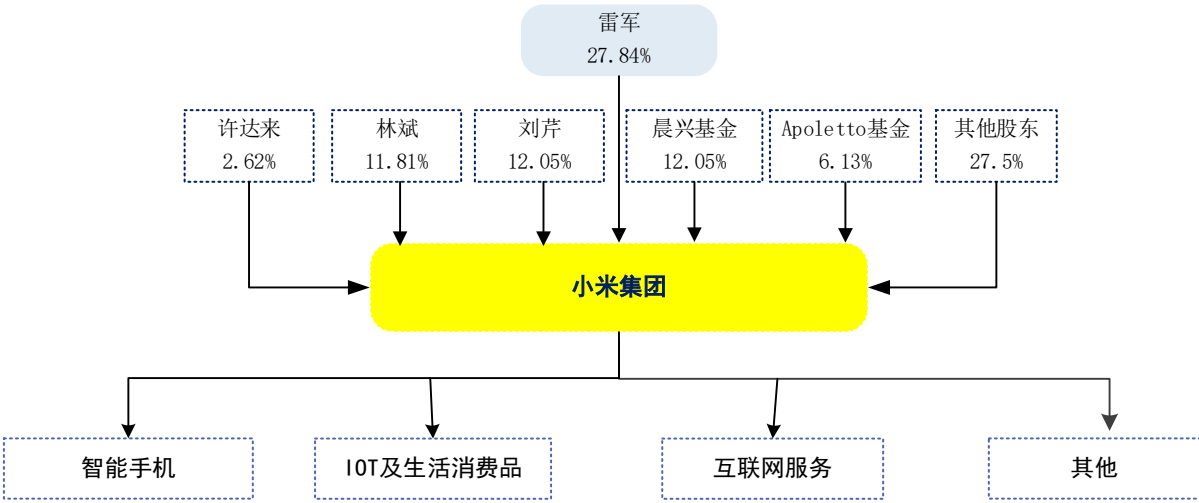 雷军
27.84%
许达来
2.62%
林斌
11.81%
刘芹
12.05%
晨兴基金
12.05%
Apoletto基金
6.13%
其他股东
27.5%
小米集团
智能手机
IOT及生活消费品
互联网服务
其他